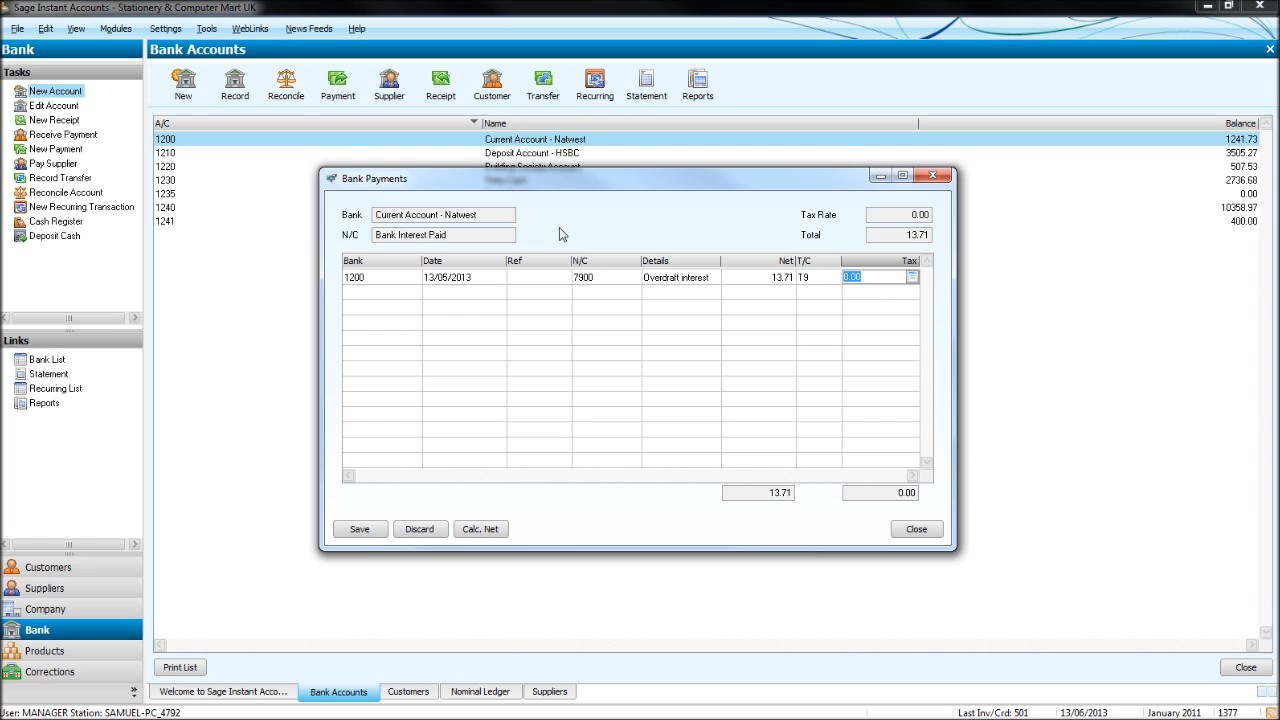 Sage Instant Accounts - Stationery & Computer Mart UK
File Edit View Modules Settings Tools WebLinks News Feeds Help
Bank
Bank Accounts
Tasks
New Account
Edit Account
New Receipt
Receive Payment
New Payment
Pay Supplier
Record Transfer
Reconcile Account
New Recurring Transaction
Cash Register
Deposit Cash
Links
Bank List
Statement
Recurring List
Reports
Customers
Suppliers
Company
Bank
Products
Corrections
New Record Reconcile Payment Supplier Receipt Customer Transfer Recurring Statement Reports
A/C Name Balance
1200 Current Account - Natwest 1241.73
1210 Deposit Account - HSBC 3505.27
1220 Building Society Account 507.53
1230 Petty Cash 2736.68
1235 0.00
1240 10358.97
1241 400.00
Bank Payments
Bank Current Account - Natwest Tax Rate 0.00
N/C Bank Interest Paid Total 13.71
Bank Date Ref N/C Details Net T/C Tax
1200 13/05/2013 7900 Overdraft interest 13.71 T9 0.00
13.71 0.00
Save Discard Calc. Net Close
Print List Close
Welcome to Sage Instant Acco... Bank Accounts Customers Nominal Ledger Suppliers
User: MANAGER Station: SAMUEL-PC_4792 Last Inv/Crd: 501 13/06/2013 January 2011 1377